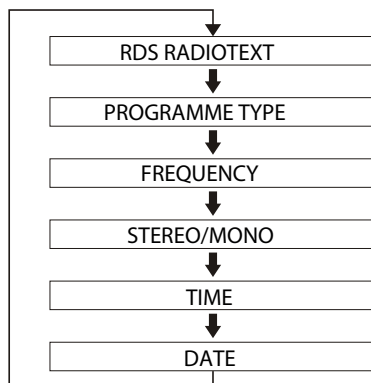 RDS RADIOTEXT
PROGRAMME TYPE
FREQUENCY
STEREO/MONO
TIME
DATE